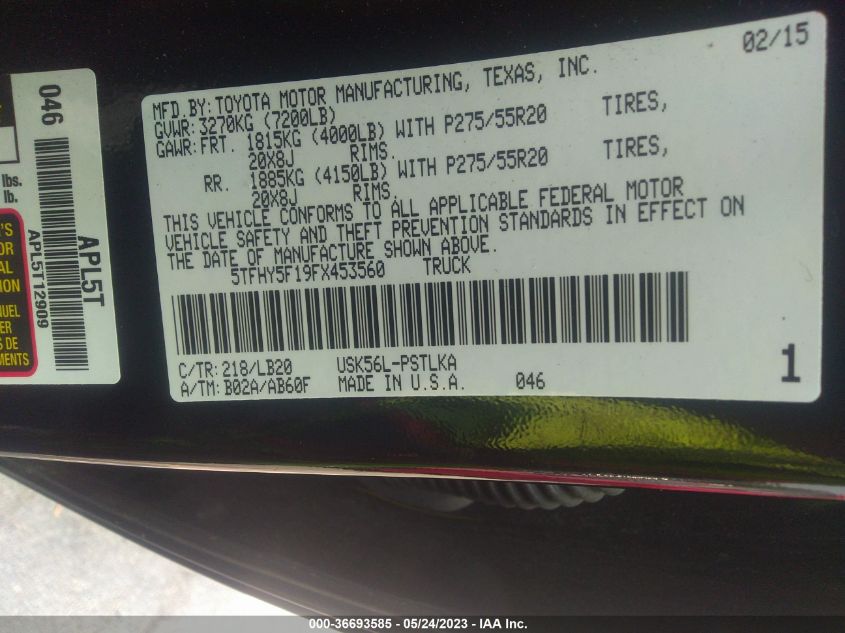 02/15
MFD.BY:TOYOTA MOTOR MANUFACTURING, TEXAS, INC.
GVWR:3270KG (7200LB)
GAWR:FRT. 1815KG (4000LB) WITH P275/55R20 TIRES,
20X8J RIMS.
RR. 1885KG (4150LB) WITH P275/55R20 TIRES,
20X8J RIMS.
THIS VEHICLE CONFORMS TO ALL APPLICABLE FEDERAL MOTOR
VEHICLE SAFETY AND THEFT PREVENTION STANDARDS IN EFFECT ON
THE DATE OF MANUFACTURE SHOWN ABOVE.
5TFHY5F19FX453560 TRUCK
C/TR:218/LB20 USK56L-PSTLKA
A/TM:B02A/AB60F MADE IN U.S.A. 046
1
046
APL5T
APL5T12909
lbs.
lb.
000-36693585 - 05/24/2023 - IAA Inc.